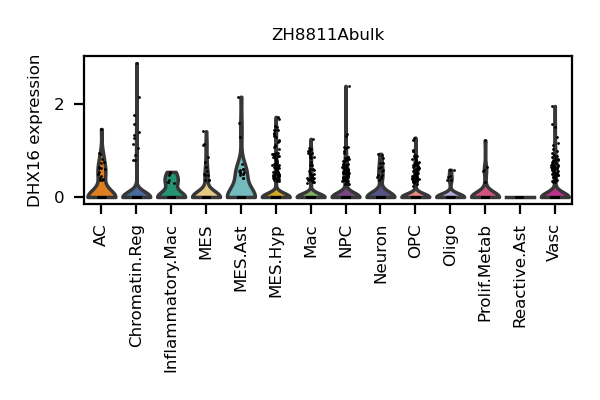 ZH8811Abulk
DHX16 expression
2
0
AC
Chromatin.Reg
Inflammatory.Mac
MES
MES.Ast
MES.Hyp
Mac
NPC
Neuron
OPC
Oligo
Prolif.Metab
Reactive.Ast
Vasc